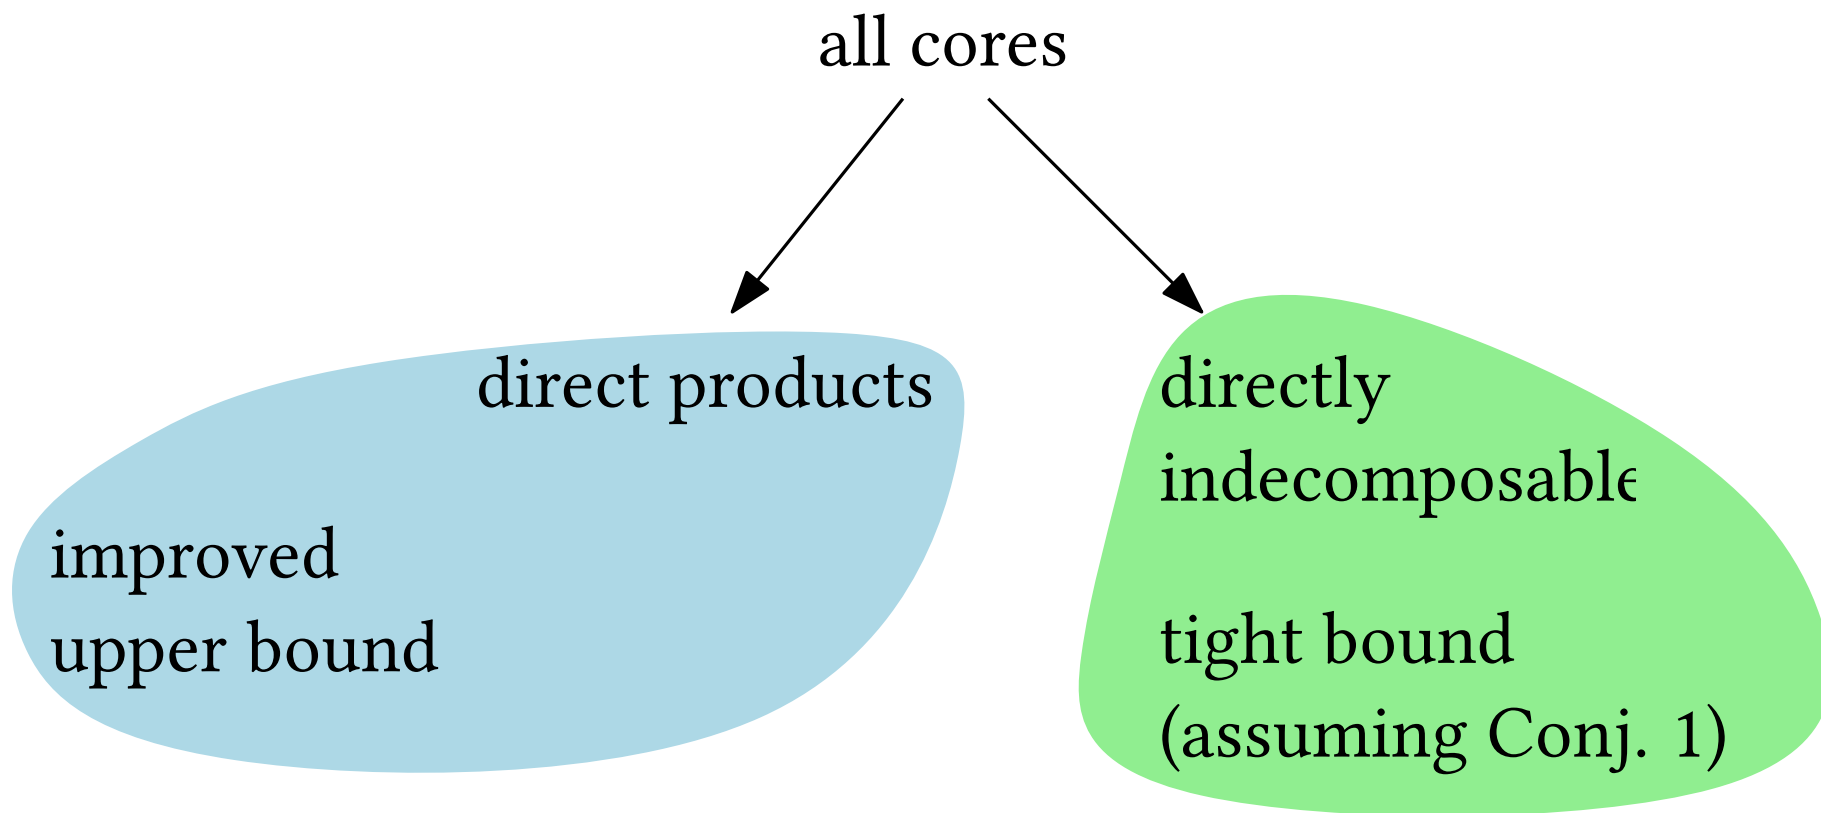 all cores
direct products
improved
upper bound
directly
indecomposable
tight bound
(assuming Conj. 1)